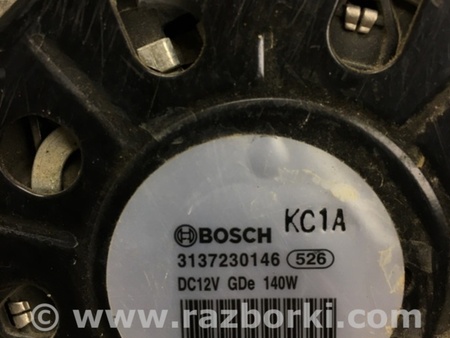 KC1A
BOSCH
3137230146 526
DC12V GDe 140W
© www.razborki.com